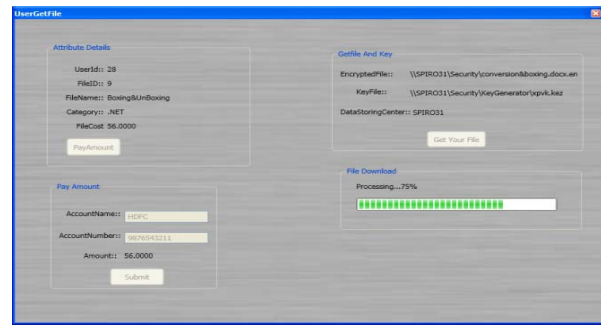 UserGetFile
Attribute Details
UserId:: 28
FileID:: 9
FileName:: Boxing&UnBoxing
Category:: .NET
FileCost 56.0000
PayAmount
Pay Amount
AccountName:: HDFC
AccountNumber:: 9876543211
Amount:: 56.0000
Submit
Getfile And Key
EncryptedFile:: \\SPIRO31\Security\conversion&boxing.docx.en
KeyFile:: \\SPIRO31\Security\KeyGenerator\xpvk.kez
DataStoringCenter:: SPIRO31
Get Your File
File Download
Processing...75%